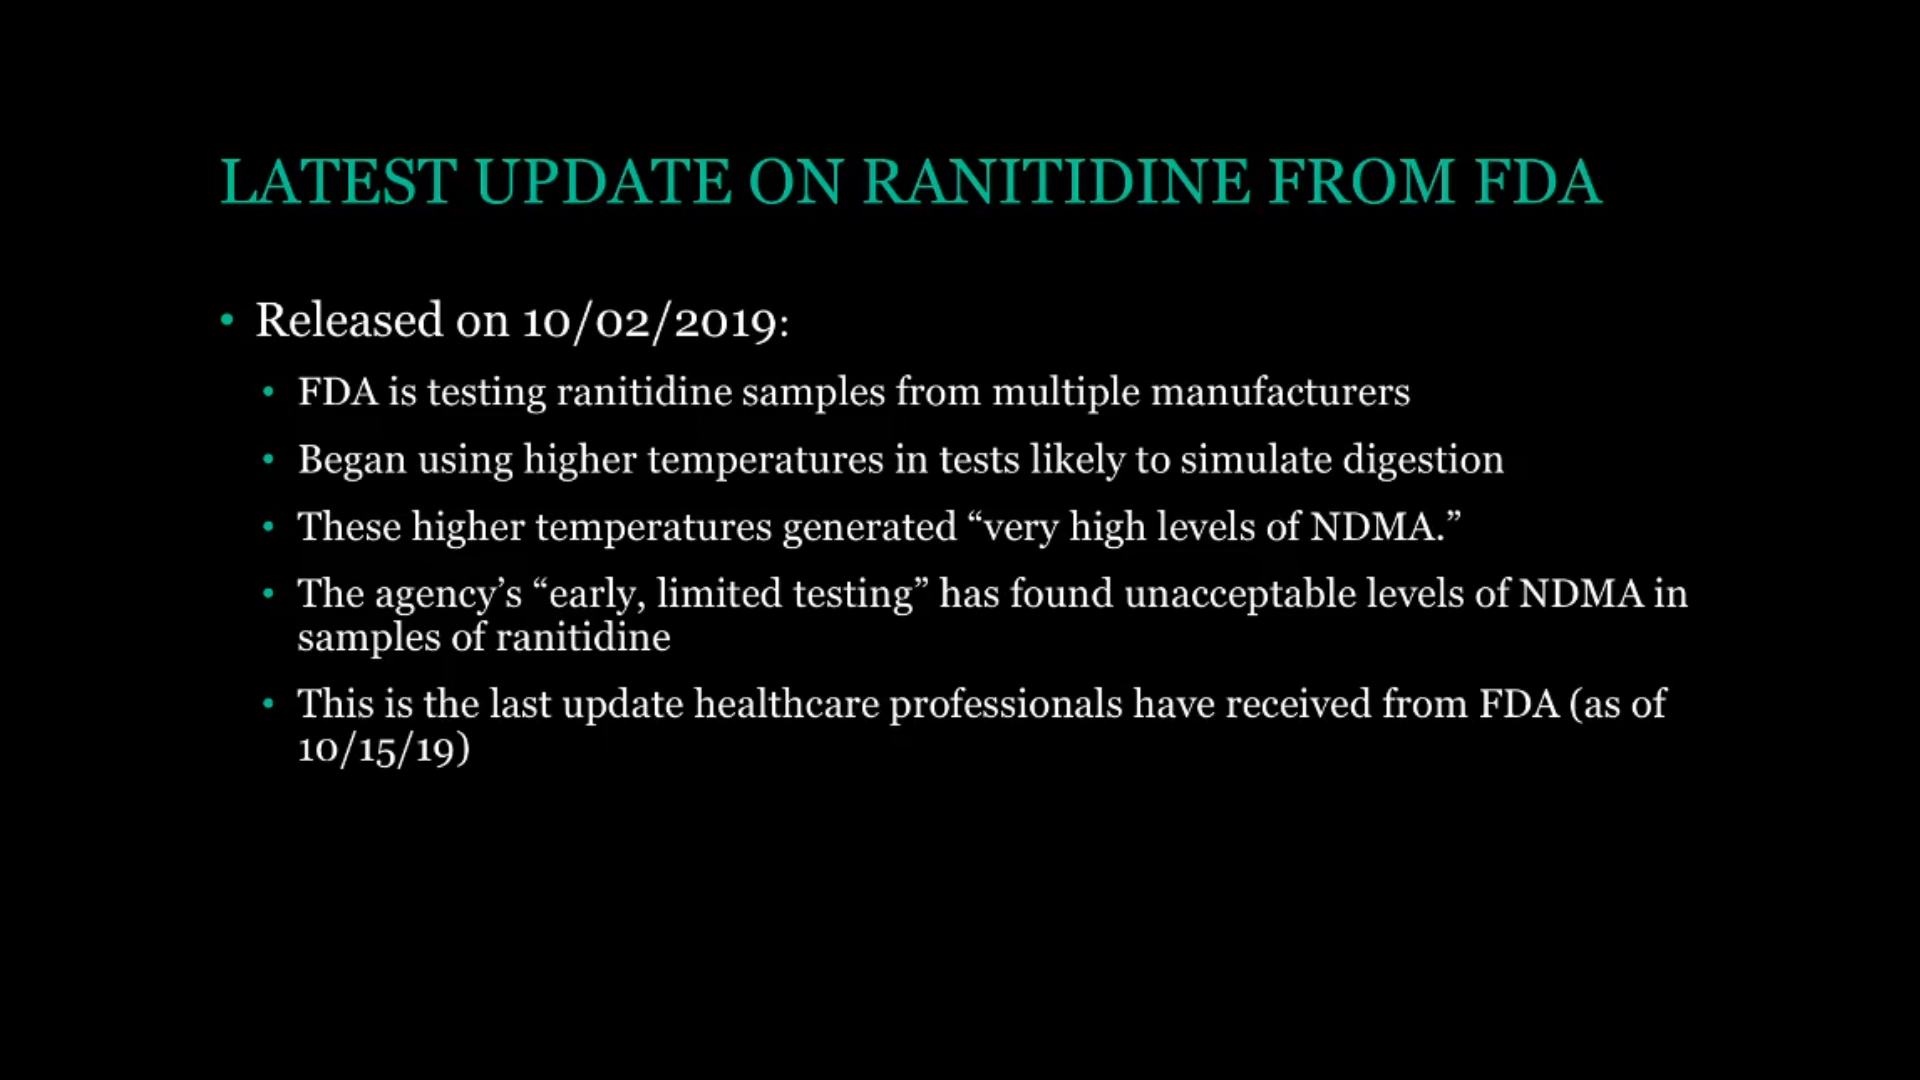 LATEST UPDATE ON RANITIDINE FROM FDA
• Released on 10/02/2019:
• FDA is testing ranitidine samples from multiple manufacturers
• Began using higher temperatures in tests likely to simulate digestion
• These higher temperatures generated “very high levels of NDMA.”
• The agency’s “early, limited testing” has found unacceptable levels of NDMA in
samples of ranitidine
• This is the last update healthcare professionals have received from FDA (as of
10/15/19)